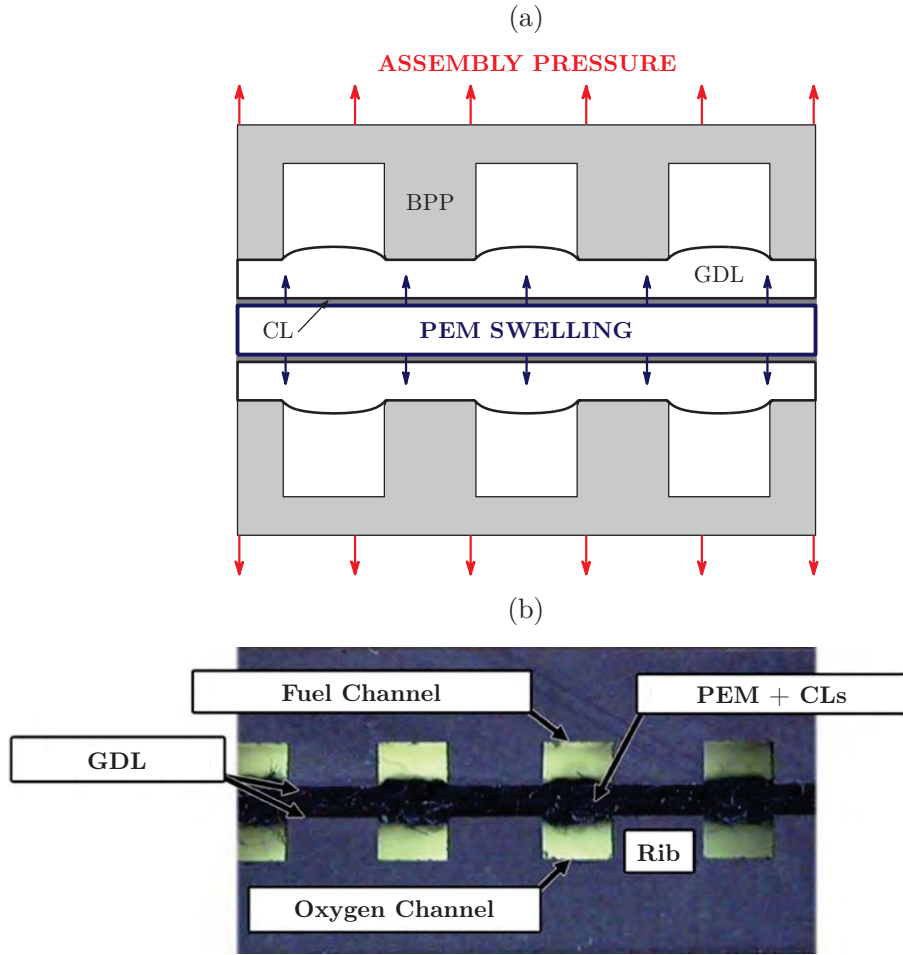 (a)
ASSEMBLY PRESSURE
BPP
GDL
CL
PEM SWELLING
(b)
Fuel Channel
PEM + CLs
GDL
Rib
Oxygen Channel